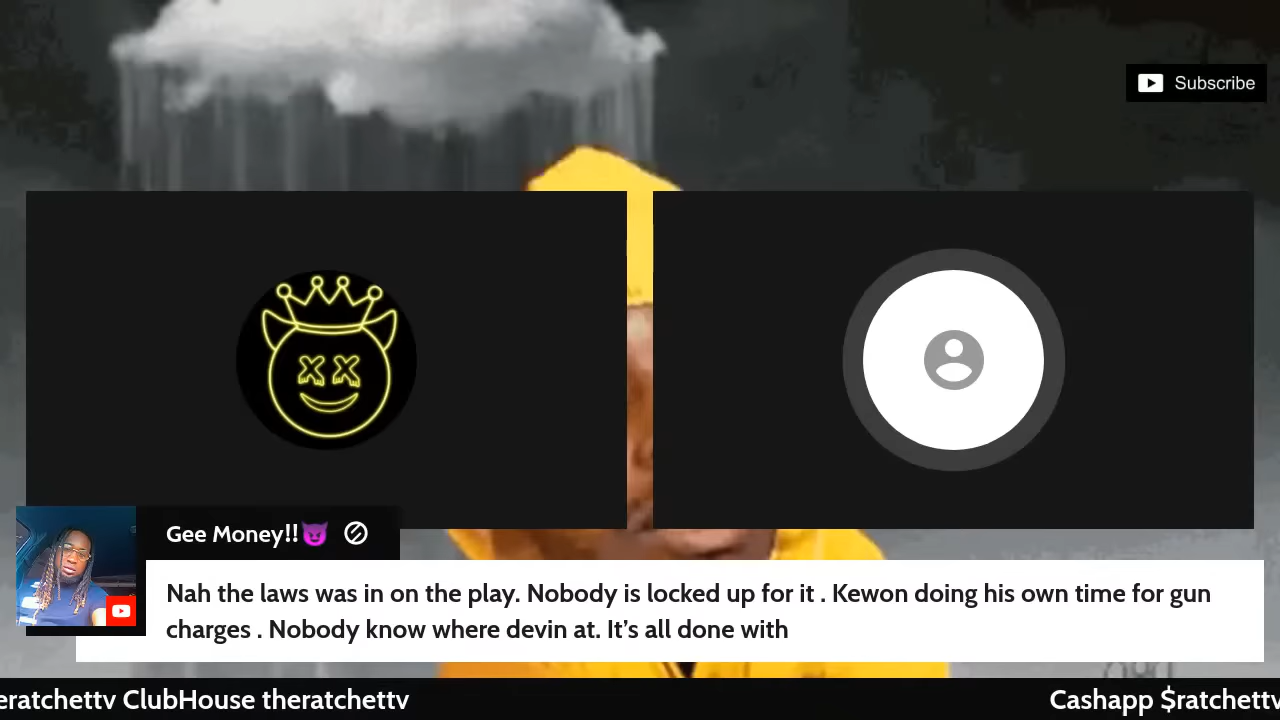 Subscribe
Gee Money!!😈
Nah the laws was in on the play. Nobody is locked up for it . Kewon doing his own time for gun
charges . Nobody know where devin at. It’s all done with
eratchettv ClubHouse theratchettv
Cashapp $ratchettv